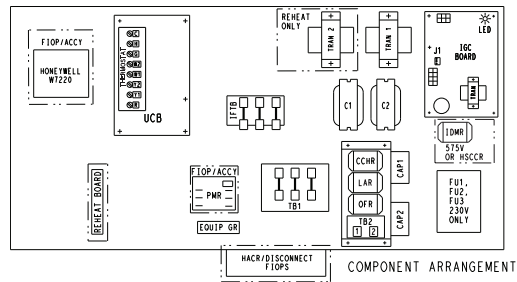 REHEAT
ONLY
TRAN 2
TRAN 1
LED
J1
IGC
BOARD
TRAN
FIOP/ACCY
HONEYWELL
W7220
THERMOSTAT
UCB
IFTB
C1
C2
IDMR
575V
OR HSCCR
REHEAT BOARD
FIOP/ACCY
PMR
EQUIP GR
TB1
CCHR
LAR
OFR
TB2
1 2
CAP1
CAP2
FU1,
FU2,
FU3
230V
ONLY
HACR/DISCONNECT
FIOPS
COMPONENT ARRANGEMENT